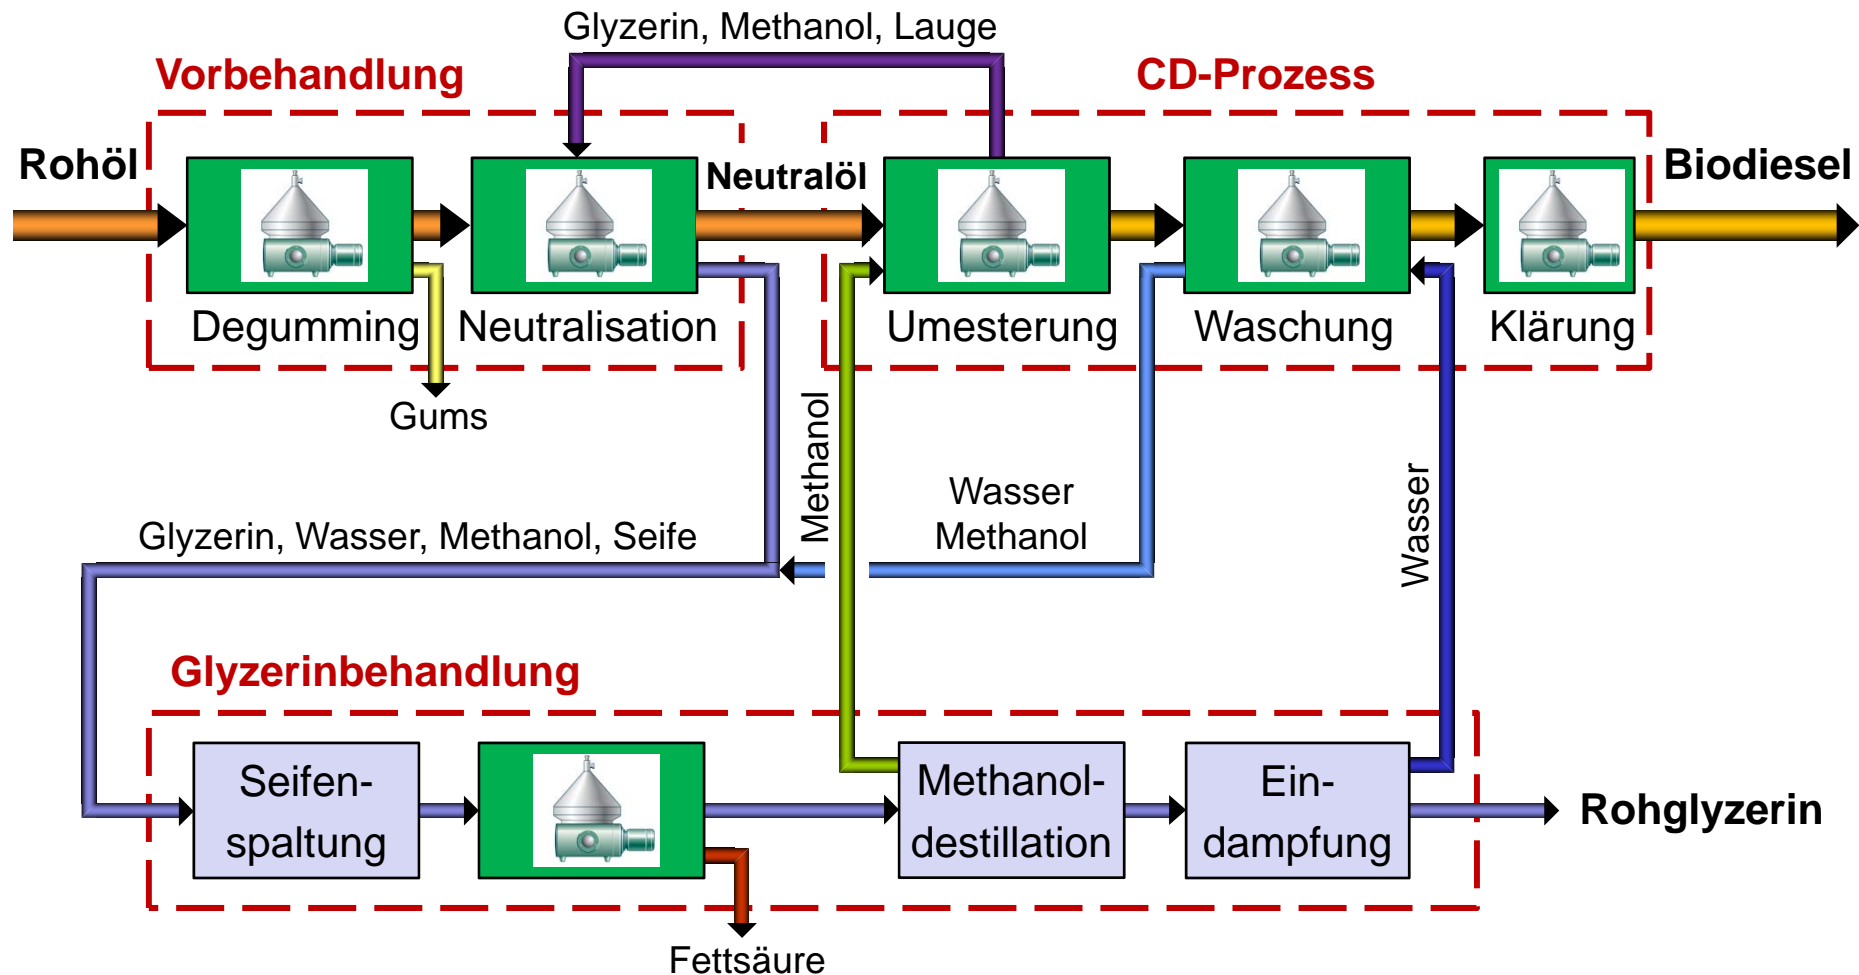 Glyzerin, Methanol, Lauge
Vorbehandlung
CD-Prozess
Rohöl
Neutralöl
Biodiesel
Degumming
Neutralisation
Umesterung
Waschung
Klärung
Gums
Methanol
Wasser
Methanol
Wasser
Glyzerin, Wasser, Methanol, Seife
Glyzerinbehandlung
Seifen-
spaltung
Methanol-
destillation
Ein-
dampfung
Rohglyzerin
Fettsäure